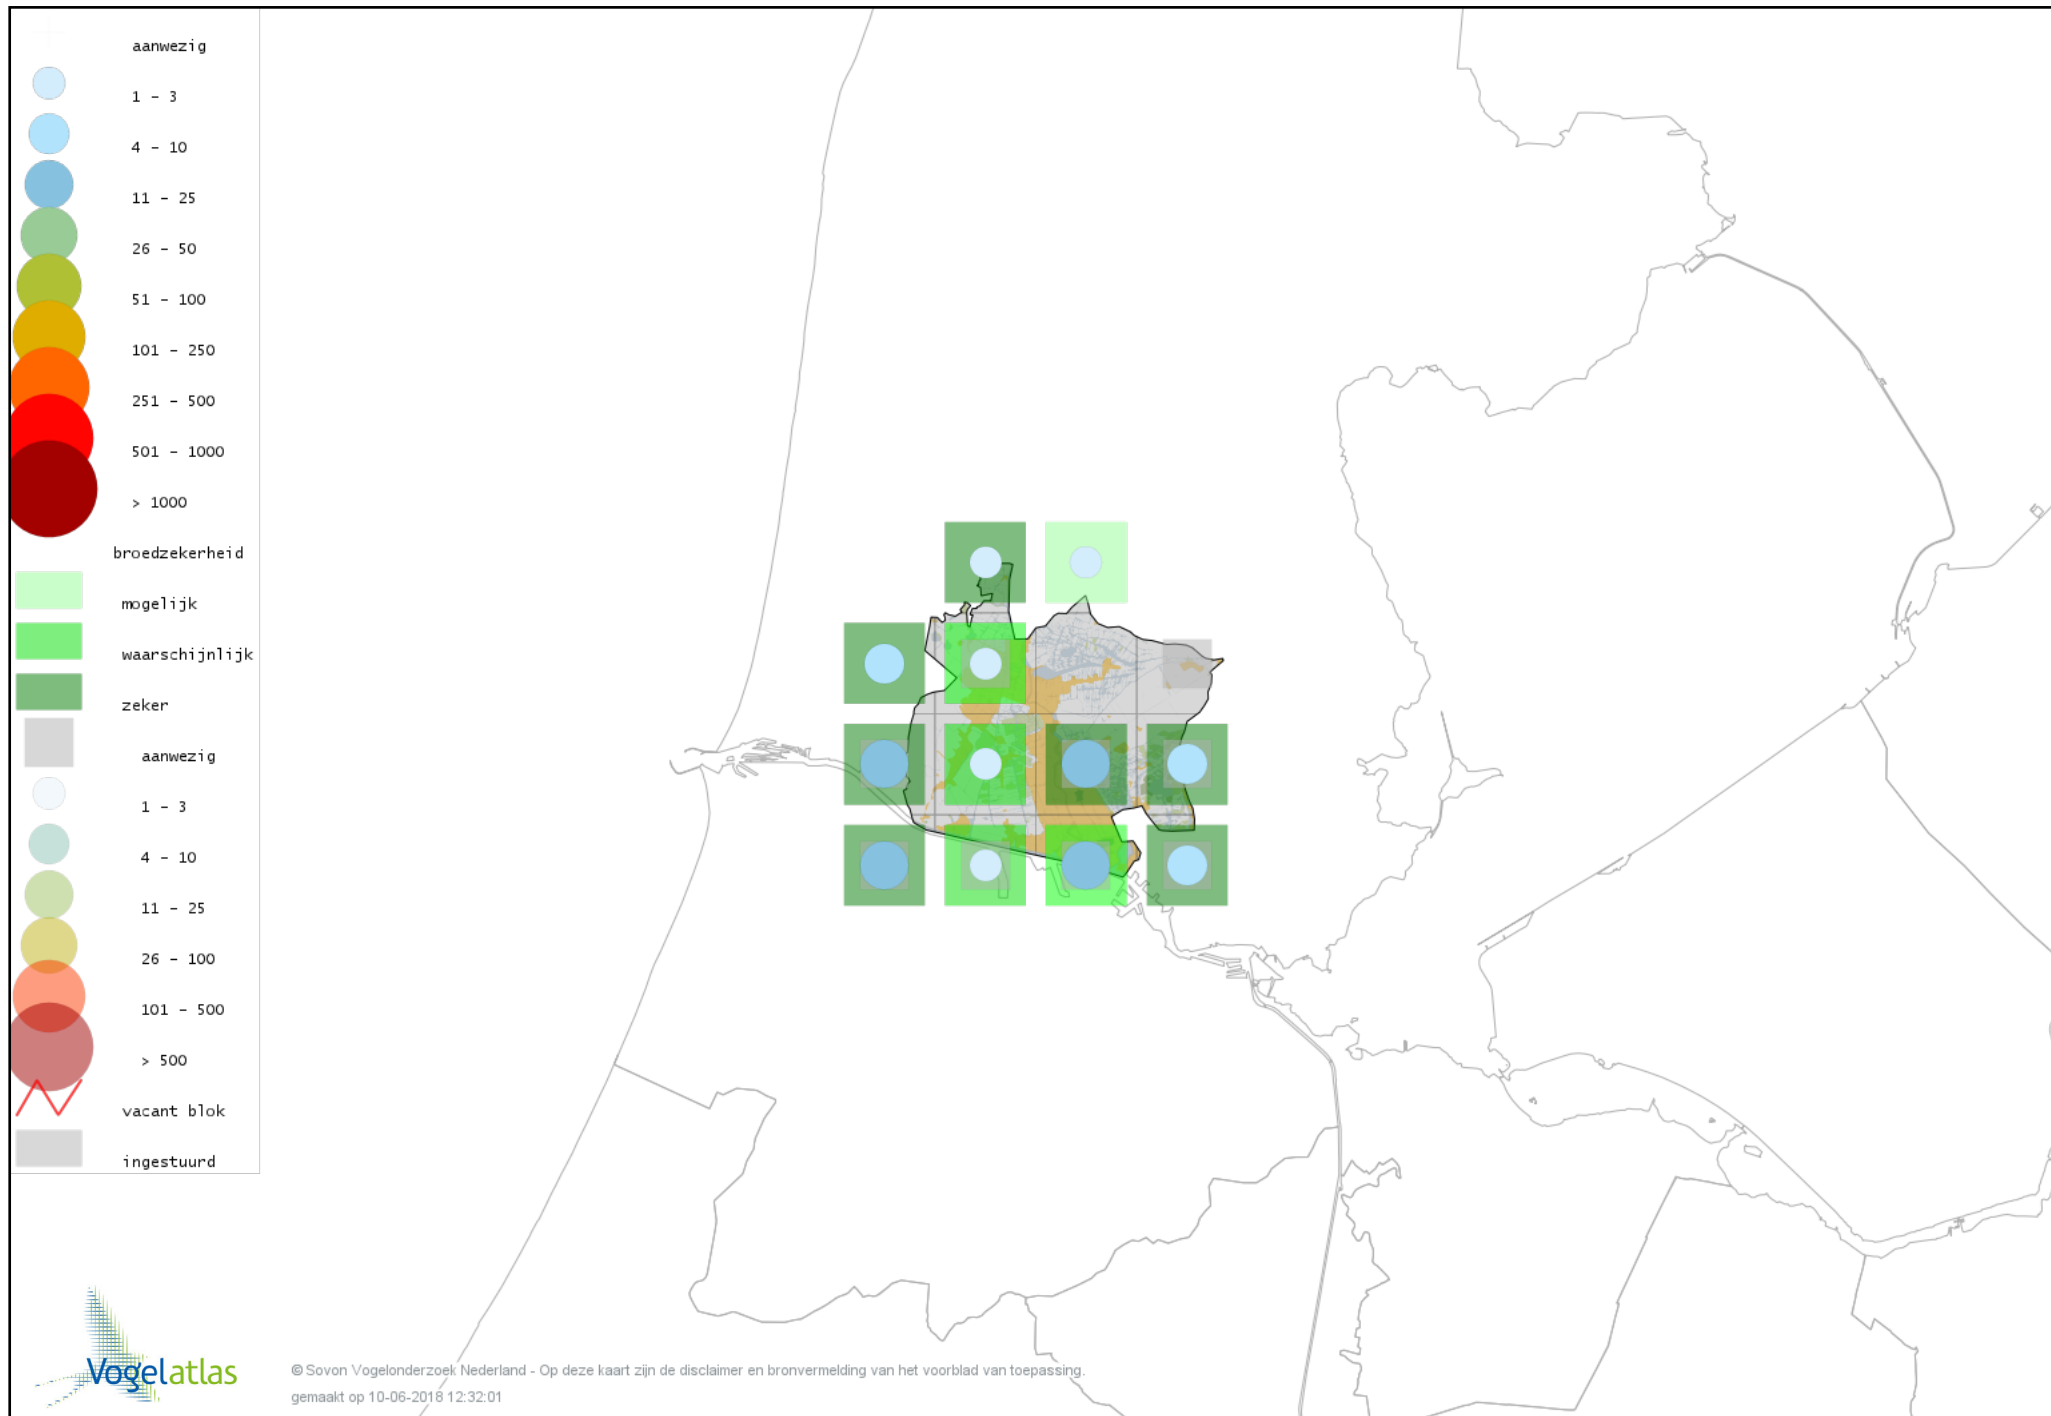 aanwezig
1 - 3
4 - 10
11 - 25
26 - 50
51 - 100
101 - 250
251 - 500
501 - 1000
> 1000
broedzekerheid
mogelijk
waarschijnlijk
zeker
aanwezig
1 - 3
4 - 10
11 - 25
26 - 100
101 - 500
> 500
vacant blok
ingestuurd
Vogelatlas
© Sovon Vogelonderzoek Nederland - Op deze kaart zijn de disclaimer en bronvermelding van het voorblad van toepassing.
gemaakt op 10-06-2018 12:32:01